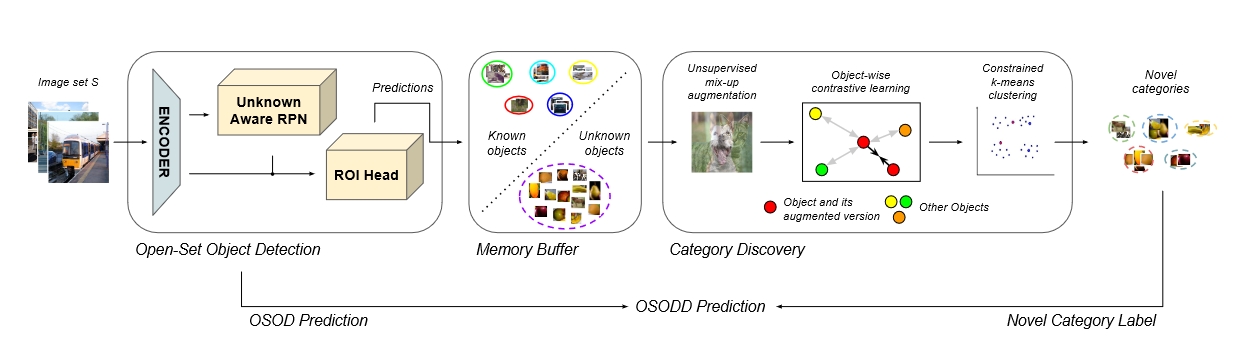 Image set S
ENCODER
Unknown
Aware RPN
Predictions
ROI Head
Open-Set Object Detection
Known
objects
Unknown
objects
Memory Buffer
Unsupervised
mix-up
augmentation
Object-wise
contrastive learning
Constrained
k-means
clustering
Object and its
augmented version
Other Objects
Category Discovery
Novel
categories
OSOD Prediction
OSODD Prediction
Novel Category Label